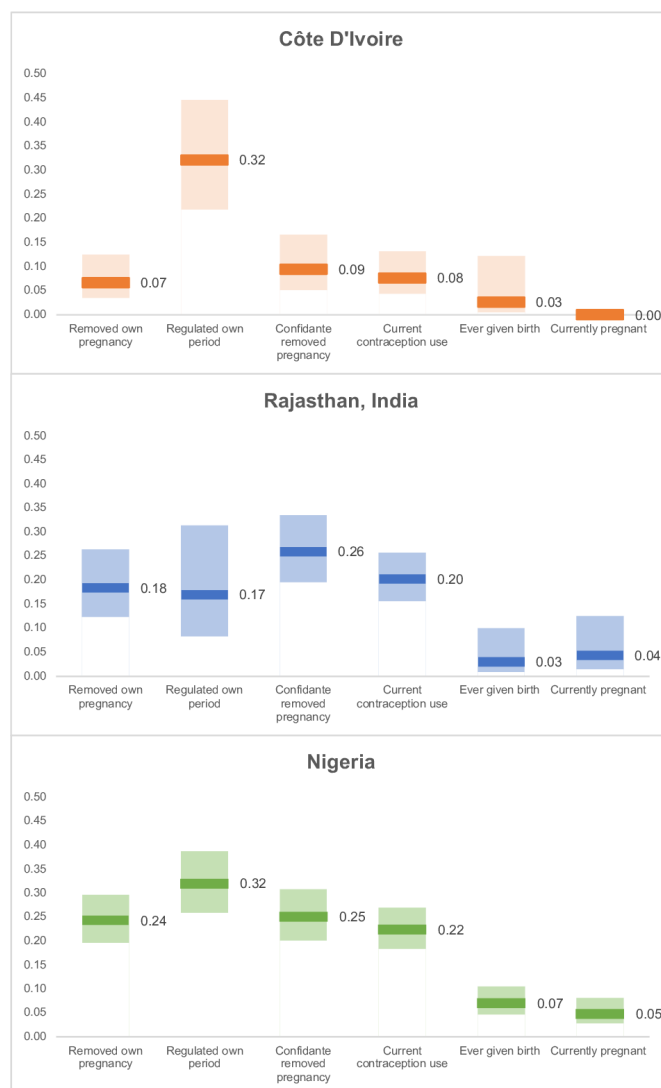 Côte D'Ivoire
0.50
0.45
0.40
0.35
0.30
0.25
0.20
0.15
0.10
0.05
0.00
0.07
0.32
0.09
0.08
0.03
0.00
Removed own
pregnancy
Regulated own
period
Confidante
removed
pregnancy
Current
contraception use
Ever given birth
Currently pregnant
Rajasthan, India
0.50
0.45
0.40
0.35
0.30
0.25
0.20
0.15
0.10
0.05
0.00
0.18
0.17
0.26
0.20
0.03
0.04
Removed own
pregnancy
Regulated own
period
Confidante
removed
pregnancy
Current
contraception use
Ever given birth
Currently pregnant
Nigeria
0.50
0.45
0.40
0.35
0.30
0.25
0.20
0.15
0.10
0.05
0.00
0.24
0.32
0.25
0.22
0.07
0.05
Removed own
pregnancy
Regulated own
period
Confidante
removed
pregnancy
Current
contraception use
Ever given birth
Currently pregnant